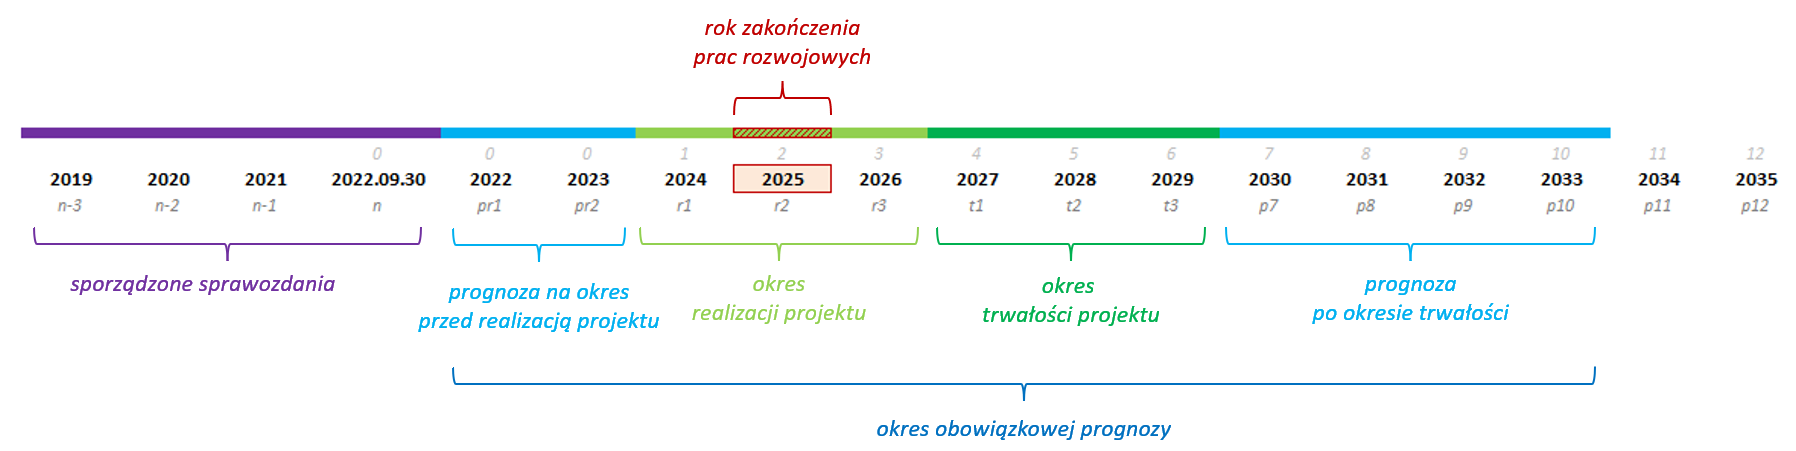 rok zakończenia
prac rozwojowych
0 0 0 1 2 3 4 5 6 7 8 9 10 11 12
2019 2020 2021 2022.09.30 2022 2023 2024 2025 2026 2027 2028 2029 2030 2031 2032 2033 2034 2035
n-3 n-2 n-1 n pr1 pr2 r1 r2 r3 t1 t2 t3 p7 p8 p9 p10 p11 p12
sporządzone sprawozdania
prognoza na okres
przed realizacją projektu
okres
realizacji projektu
okres
trwałości projektu
prognoza
po okresie trwałości
okres obowiązkowej prognozy